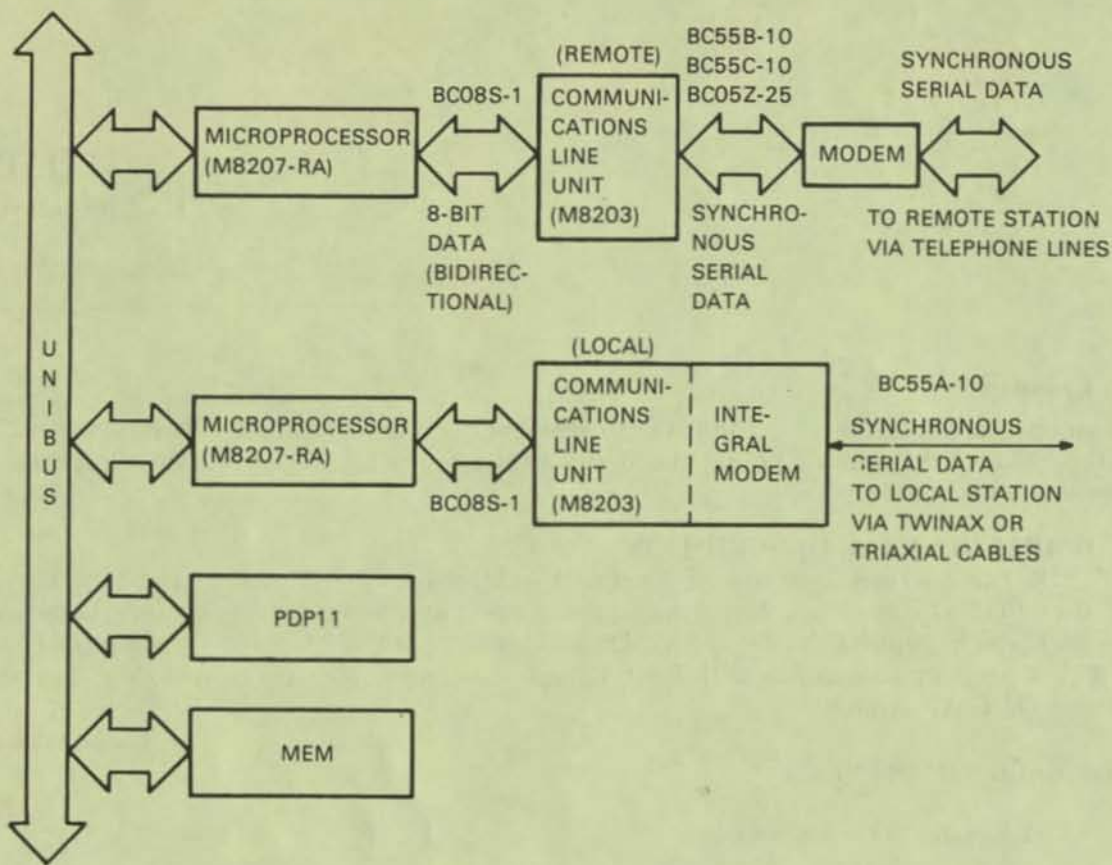 (REMOTE)
BC55B-10
BC55C-10
BC05Z-25
SYNCHRONOUS
SERIAL DATA
BC08S-1
MICROPROCESSOR
(M8207-RA)
COMMUNI-
CATIONS
LINE
UNIT
(M8203)
MODEM
8-BIT
DATA
(BIDIREC-
TIONAL)
SYNCHRO-
NOUS
SERIAL
DATA
TO REMOTE STATION
VIA TELEPHONE LINES
UNIBUS
(LOCAL)
MICROPROCESSOR
(M8207-RA)
BC08S-1
COMMUNI-
CATIONS
LINE
UNIT
(M8203)
INTE-
GRAL
MODEM
BC55A-10
SYNCHRONOUS
SERIAL DATA
TO LOCAL STATION
VIA TWINAX OR
TRIAXIAL CABLES
PDP11
MEM